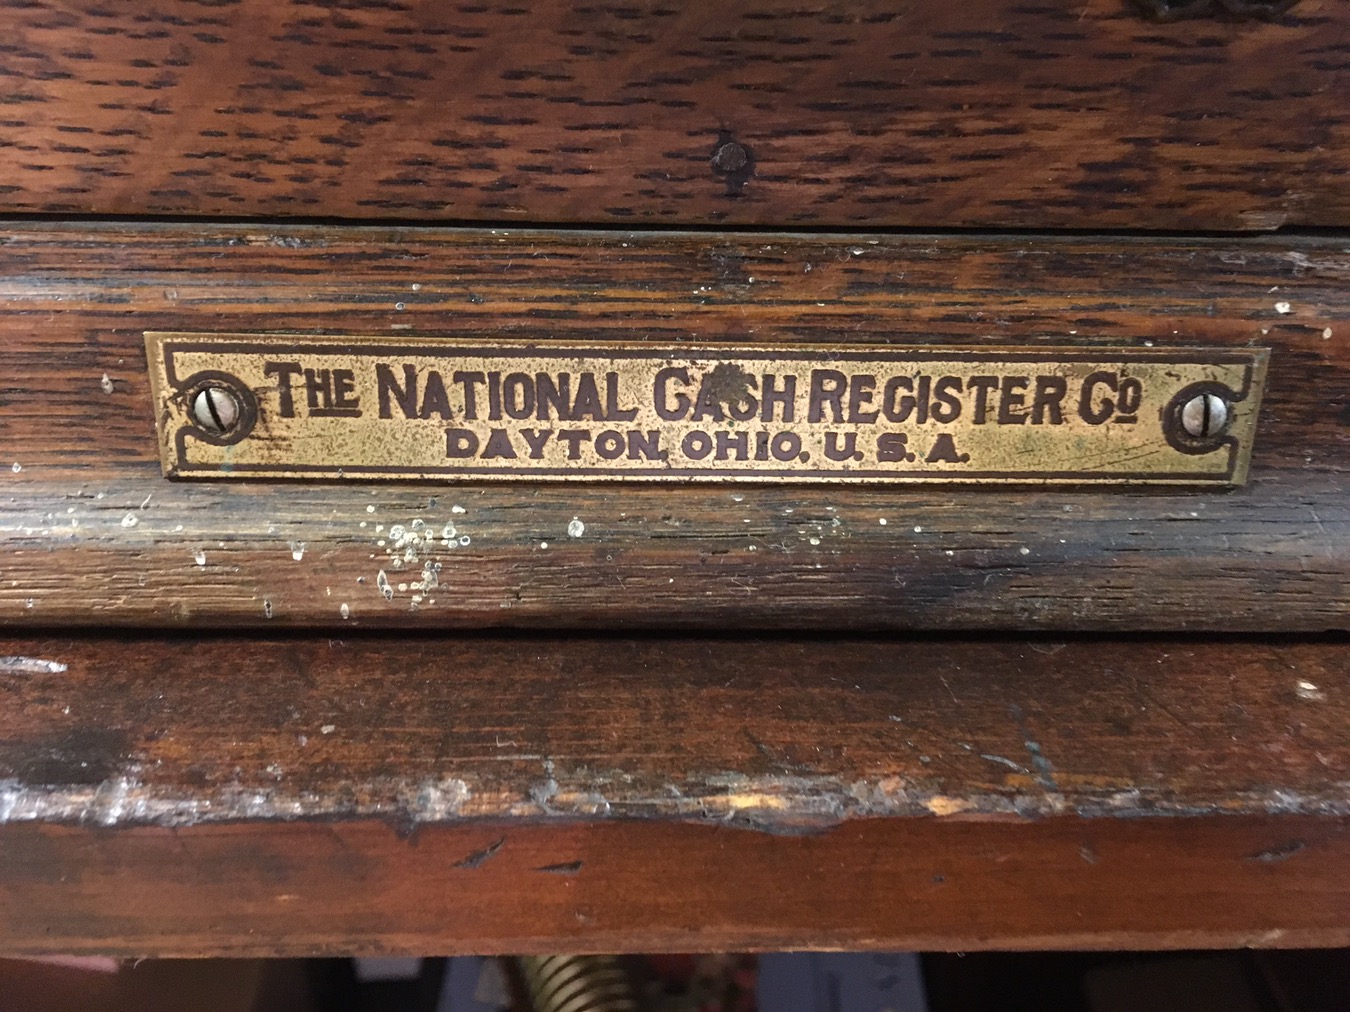 THE NATIONAL CASH REGISTER CO
DAYTON, OHIO, U. S. A.